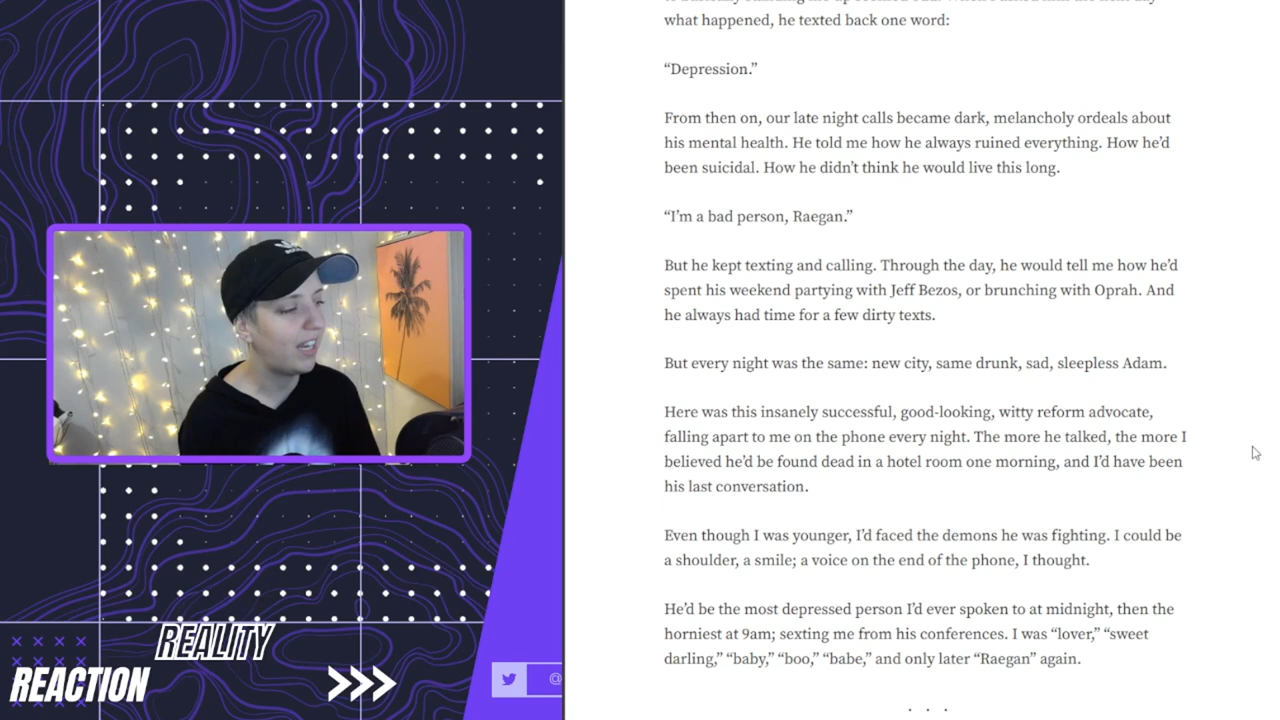 what happened, he texted back one word:
“Depression.”
From then on, our late night calls became dark, melancholy ordeals about
his mental health. He told me how he always ruined everything. How he’d
been suicidal. How he didn’t think he would live this long.
“I’m a bad person, Raegan.”
But he kept texting and calling. Through the day, he would tell me how he’d
spent his weekend partying with Jeff Bezos, or brunching with Oprah. And
he always had time for a few dirty texts.
But every night was the same: new city, same drunk, sad, sleepless Adam.
Here was this insanely successful, good-looking, witty reform advocate,
falling apart to me on the phone every night. The more he talked, the more I
believed he’d be found dead in a hotel room one morning, and I’d have been
his last conversation.
Even though I was younger, I’d faced the demons he was fighting. I could be
a shoulder, a smile; a voice on the end of the phone, I thought.
He’d be the most depressed person I’d ever spoken to at midnight, then the
horniest at 9am; sexting me from his conferences. I was “lover,” “sweet
darling,” “baby,” “boo,” “babe,” and only later “Raegan” again.
. . .
REALITY
REACTION
@